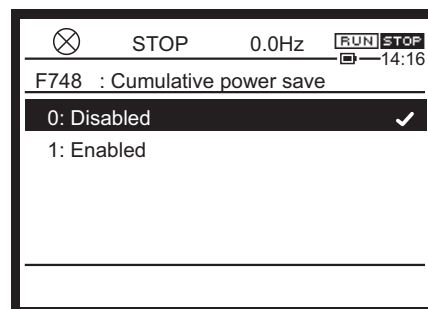 STOP 0.0Hz RUN STOP
14:16
F748 : Cumulative power save
0: Disabled
1: Enabled